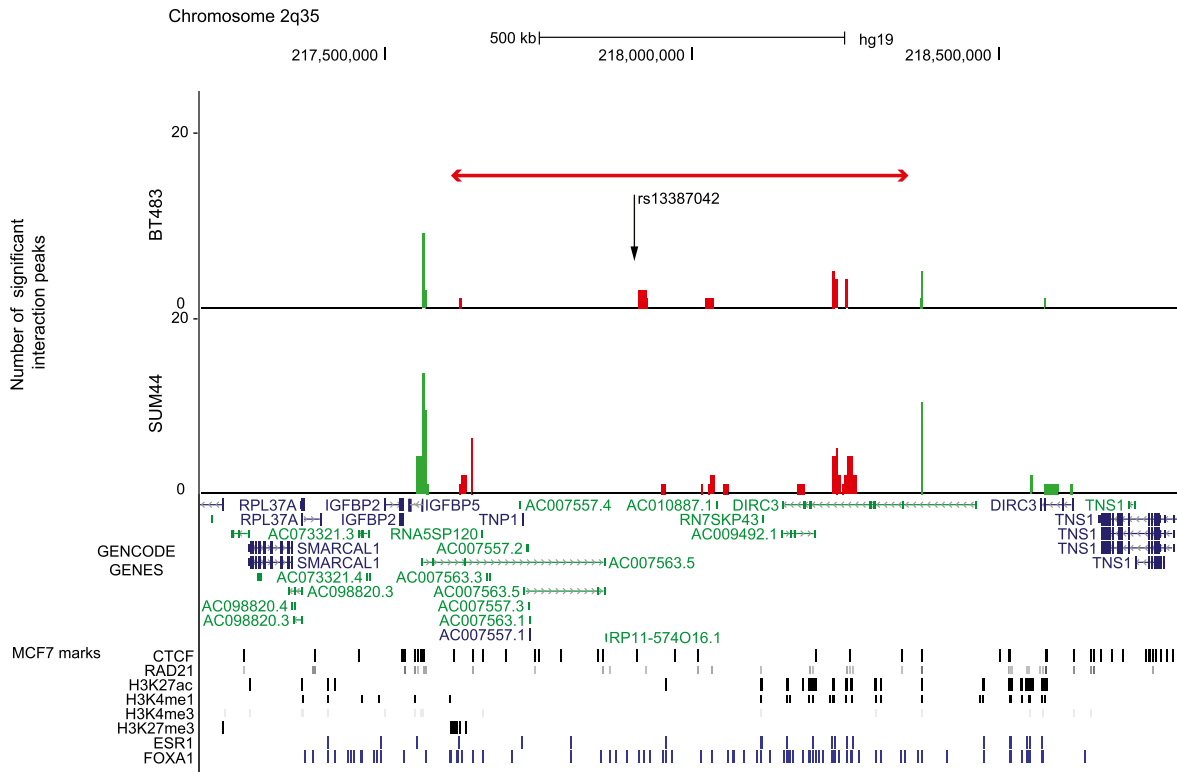 Chromosome 2q35
500 kb hg19
217,500,000 218,000,000 218,500,000
Number of significant interaction peaks
BT483
20
0
rs13387042
SUM44
20
0
GENCODE GENES
RPL37A IGFBP2 IGFBP5 AC007557.4 AC010887.1 DIRC3 DIRC3 TNS1
RPL37A IGFBP2 TNP1 RN7SKP43 TNS1
AC073321.3 RNA5SP120 AC009492.1 TNS1
SMARCAL1 AC007557.2 TNS1
SMARCAL1 AC007563.5 TNS1
AC073321.4 AC007563.3
AC098820.3 AC007563.5
AC098820.4 AC007557.3
AC098820.3 AC007563.1
AC007557.1 RP11-574O16.1
MCF7 marks
CTCF
RAD21
H3K27ac
H3K4me1
H3K4me3
H3K27me3
ESR1
FOXA1